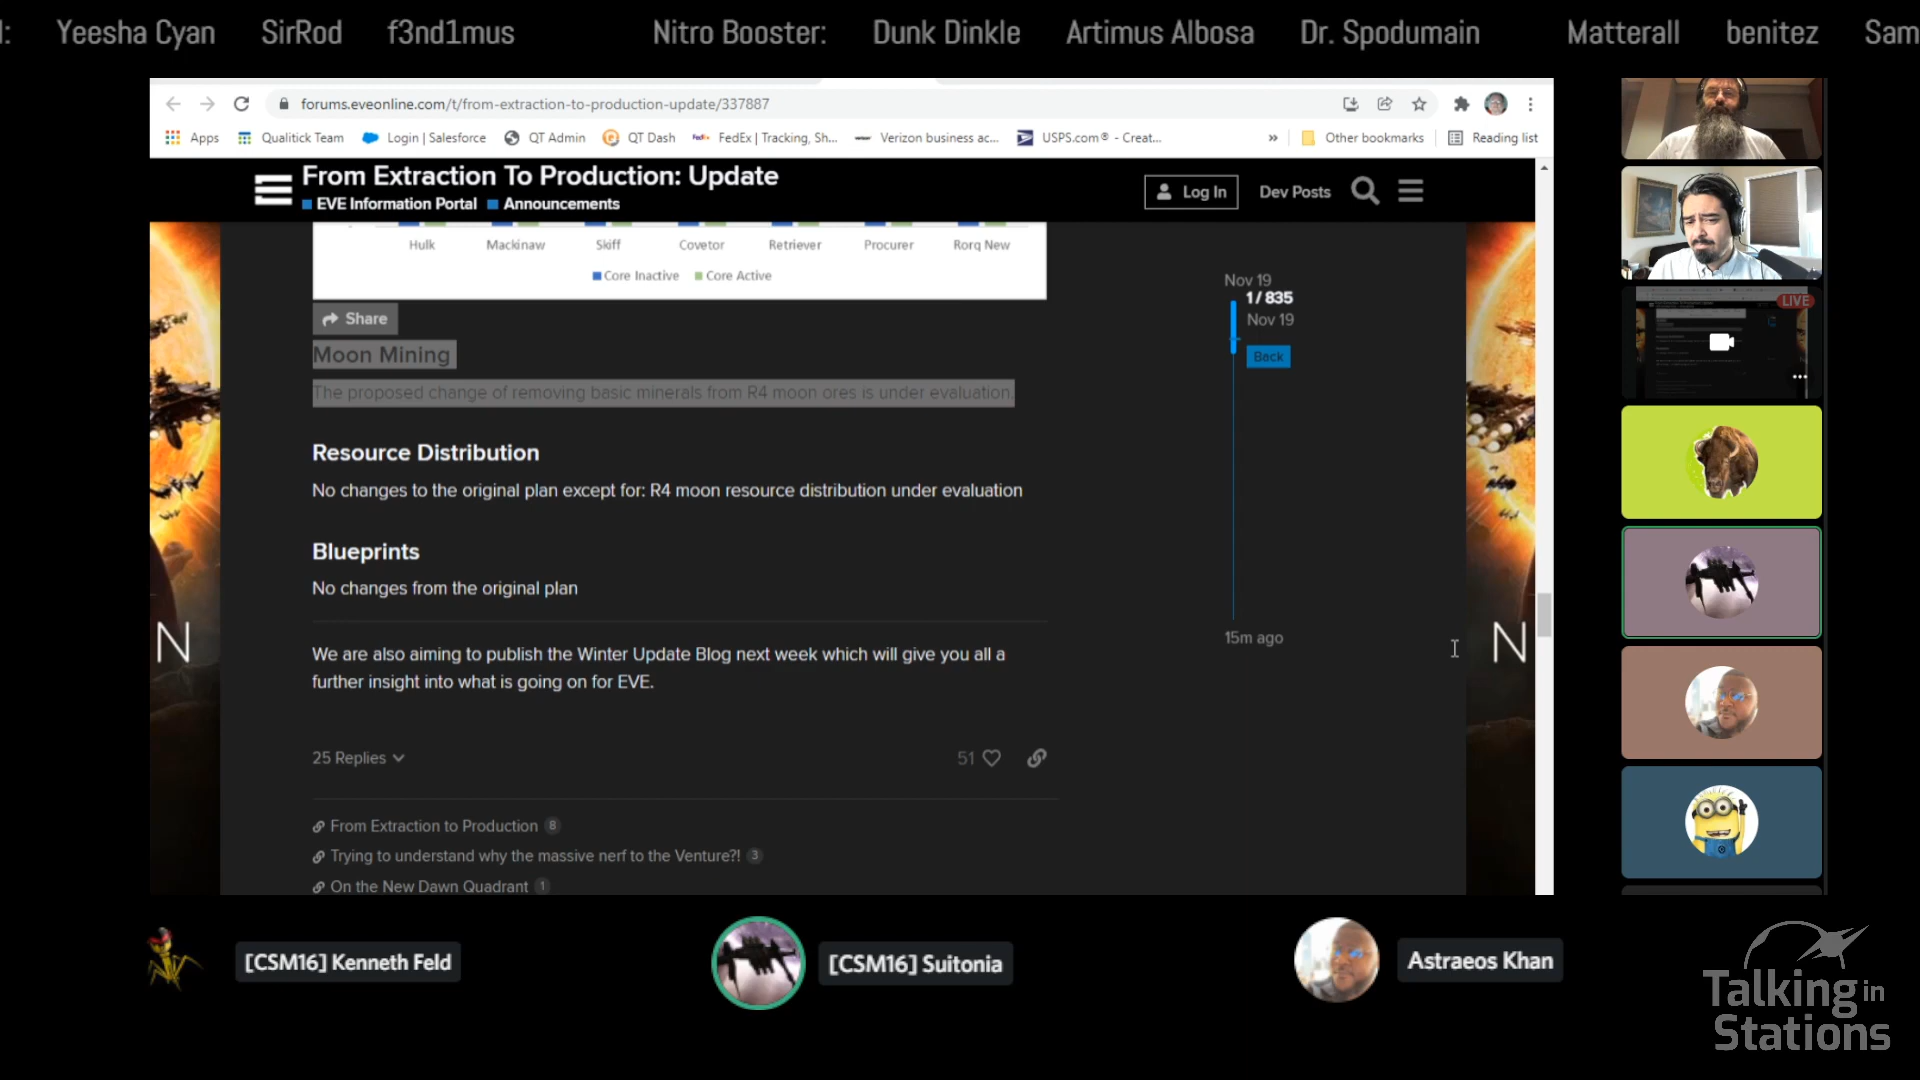 Yeesha Cyan SirRod f3nd1mus Nitro Booster: Dunk Dinkle Artimus Albosa Dr. Spodumain Matterall benitez Sam
forums.eveonline.com/t/from-extraction-to-production-update/337887
Apps Qualitick Team Login | Salesforce QT Admin QT Dash FedEx FedEx | Tracking, Sh... Verizon business ac... USPS.com® - Creat... » Other bookmarks Reading list
From Extraction To Production: Update
EVE Information Portal Announcements
Log In Dev Posts
Hulk Mackinaw Skiff Covetor Retriever Procurer Rorq New
Core Inactive Core Active
Share
Moon Mining
The proposed change of removing basic minerals from R4 moon ores is under evaluation.
Resource Distribution
No changes to the original plan except for: R4 moon resource distribution under evaluation
Blueprints
No changes from the original plan
We are also aiming to publish the Winter Update Blog next week which will give you all a
further insight into what is going on for EVE.
25 Replies 51
From Extraction to Production 8
Trying to understand why the massive nerf to the Venture?! 3
On the New Dawn Quadrant 1
Nov 19
1 / 835
Nov 19
Back
15m ago
N N
LIVE
[CSM16] Kenneth Feld
[CSM16] Suitonia
Astraeos Khan
Talking in
Stations